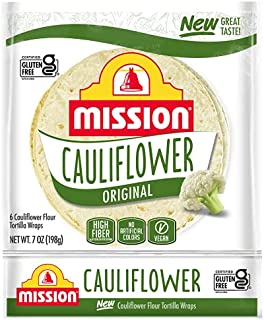 New GREAT TASTE!
CERTIFIED
GLUTEN FREE
MISSION®
CAULIFLOWER
ORIGINAL
6 Cauliflower Flour
Tortilla Wraps
NET WT. 7 OZ (198g)
HIGH FIBER
NO ARTIFICIAL COLORS
VEGAN
MISSION
CAULIFLOWER
New Cauliflower Flour Tortilla Wraps
CERTIFIED
GLUTEN FREE